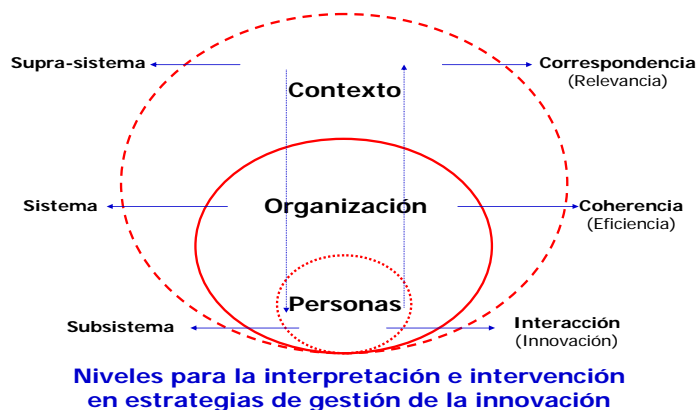 Supra-sistema
Correspondencia
(Relevancia)
Contexto
Sistema
Organización
Coherencia
(Eficiencia)
Personas
Subsistema
Interacción
(Innovación)
Niveles para la interpretación e intervención
en estrategias de gestión de la innovación